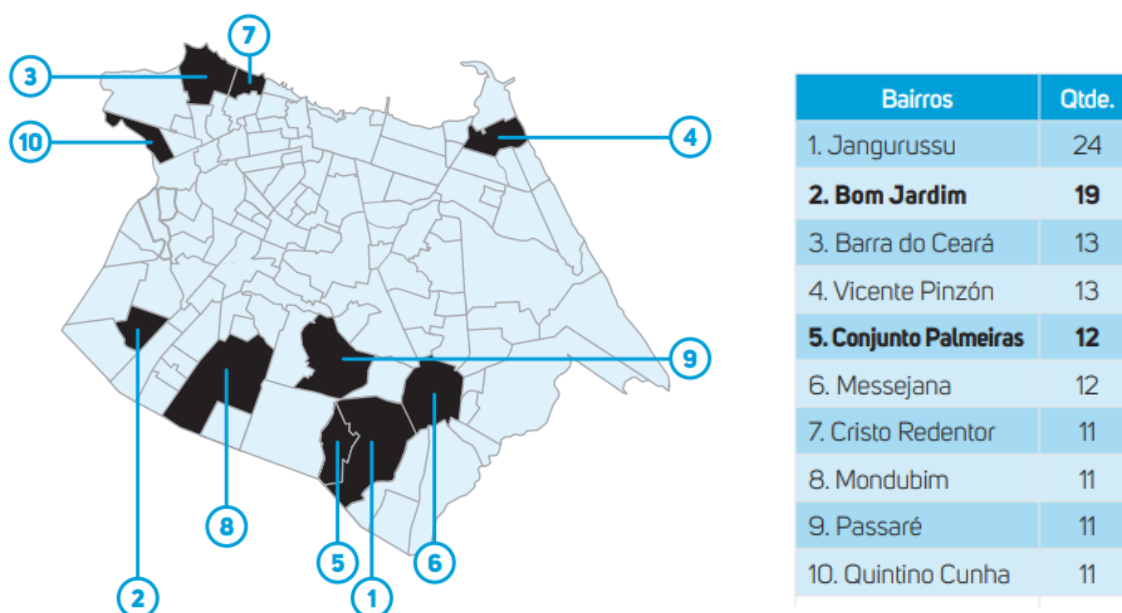 7
3
10
4
9
8
5
6
2
1
Bairros Qtde.
1. Jangurussu 24
2. Bom Jardim 19
3. Barra do Ceará 13
4. Vicente Pinzón 13
5. Conjunto Palmeiras 12
6. Messejana 12
7. Cristo Redentor 11
8. Mondubim 11
9. Passaré 11
10. Quintino Cunha 11